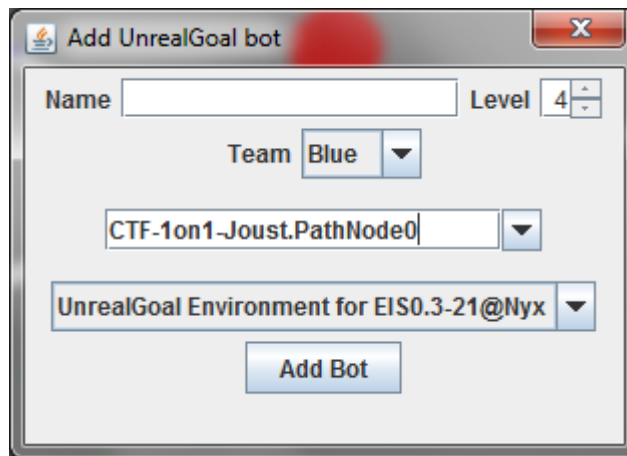 Add UnrealGoal bot
Name Level 4
Team Blue
CTF-1on1-Joust.PathNode0
UnrealGoal Environment for EIS0.3-21@Nyx
Add Bot